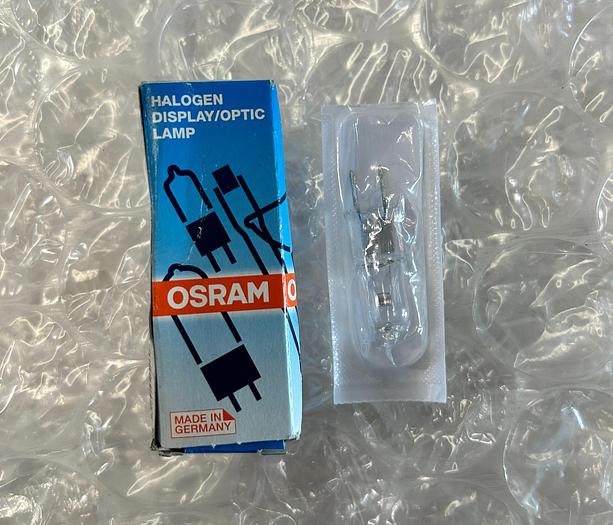 HALOGEN
DISPLAY/OPTIC
LAMP
OSRAM
O
MADE IN
GERMANY